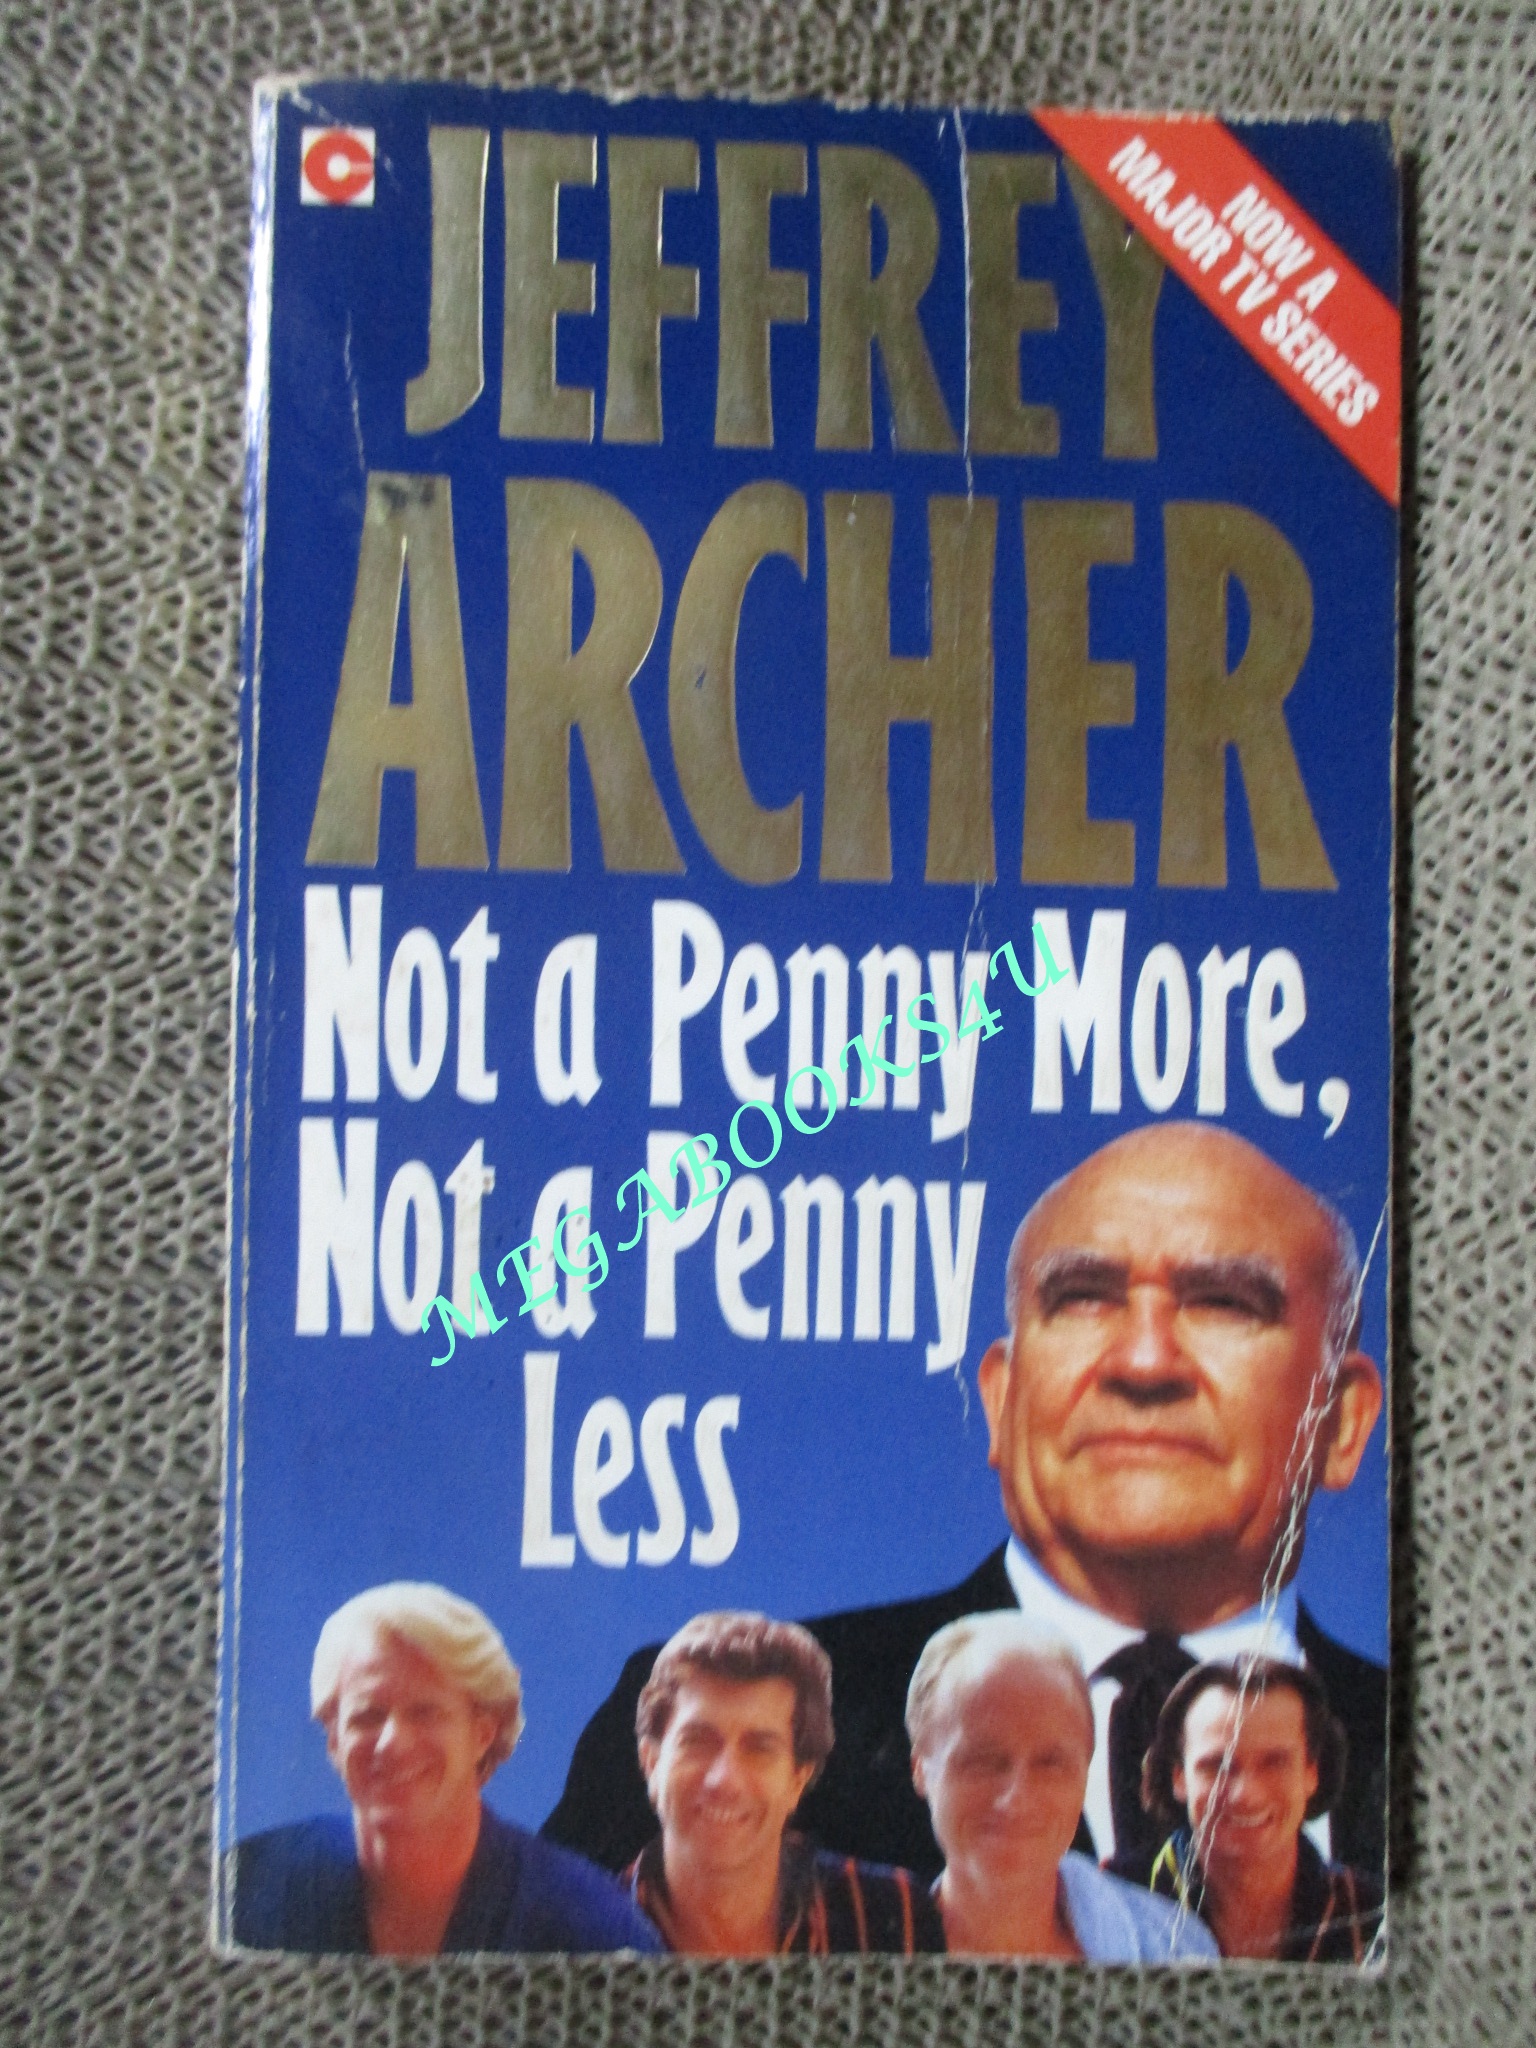 JEFFREY
ARCHER
NOW A
MAJOR TV SERIES
Not a Penny More,
Not a Penny
Less
MEGABOOKS4U